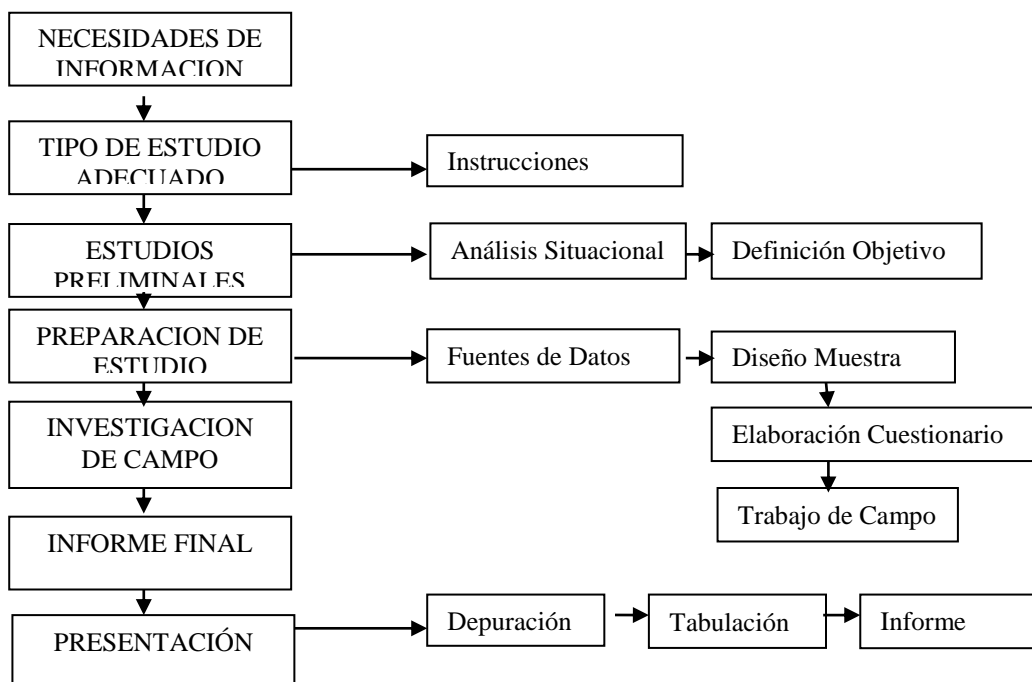 NECESIDADES DE
INFORMACION
TIPO DE ESTUDIO
ADECUADO
Instrucciones
ESTUDIOS
PRELIMINALES
Análisis Situacional
Definición Objetivo
PREPARACION DE
ESTUDIO
Fuentes de Datos
Diseño Muestra
INVESTIGACION
DE CAMPO
Elaboración Cuestionario
Trabajo de Campo
INFORME FINAL
PRESENTACIÓN
Depuración
Tabulación
Informe